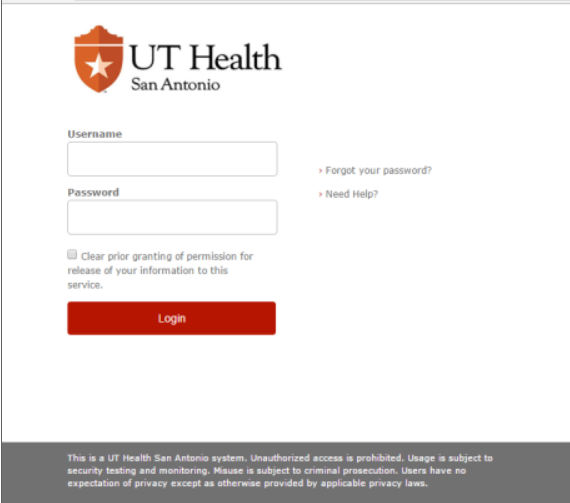 UT Health
San Antonio
Username
› Forgot your password?
Password
› Need Help?
Clear prior granting of permission for
release of your information to this
service.
Login
This is a UT Health San Antonio system. Unauthorized access is prohibited. Usage is subject to
security testing and monitoring. Misuse is subject to criminal prosecution. Users have no
expectation of privacy except as otherwise provided by applicable privacy laws.